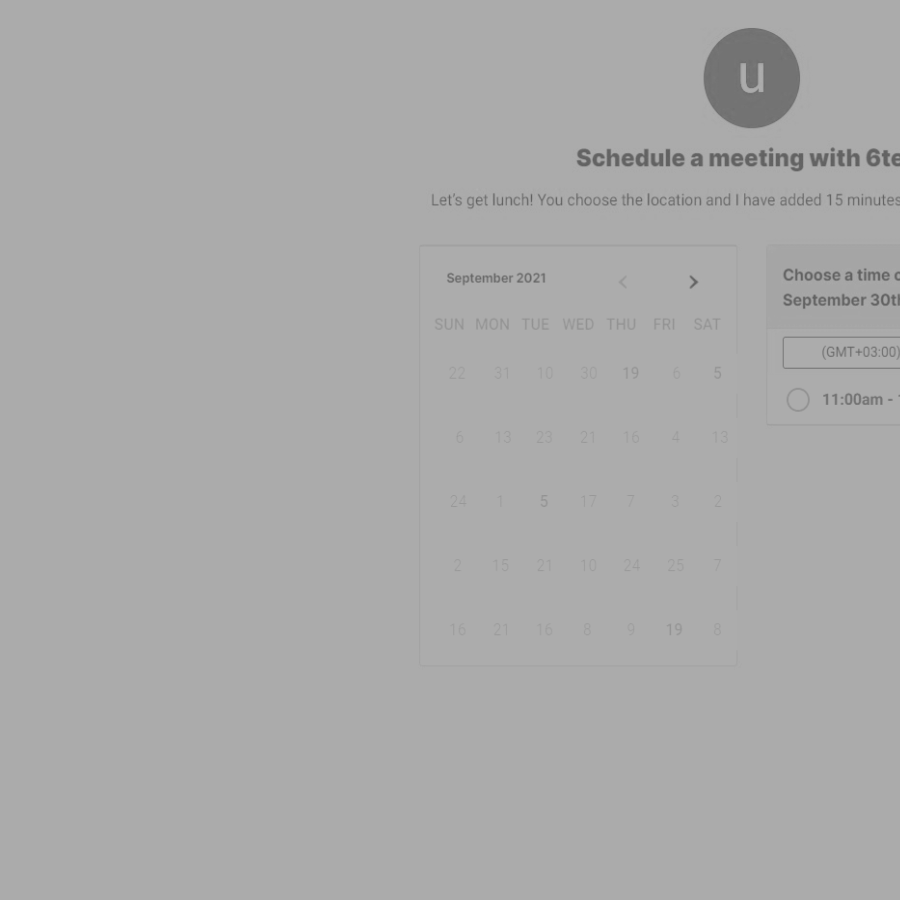 u
Schedule a meeting with 6te
Let's get lunch! You choose the location and I have added 15 minutes
September 2021
SUN MON TUE WED THU FRI SAT
22 31 10 30 19 6 5
6 13 23 21 16 4 13
24 1 5 17 7 3 2
2 15 21 10 24 25 7
16 21 16 8 9 19 8
Choose a time o
September 30th
(GMT+03:00)
11:00am -